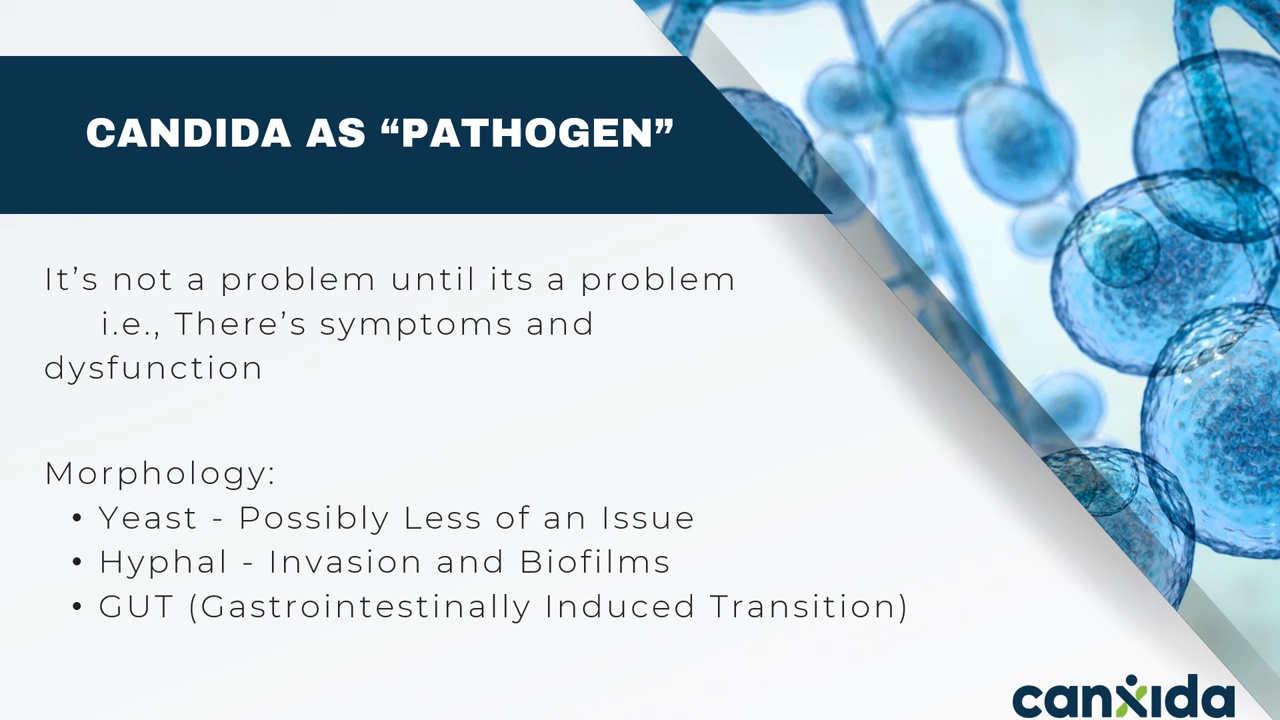 CANDIDA AS “PATHOGEN”
It’s not a problem until its a problem
i.e., There’s symptoms and
dysfunction
Morphology:
• Yeast - Possibly Less of an Issue
• Hyphal - Invasion and Biofilms
• GUT (Gastrointestinally Induced Transition)
canxida